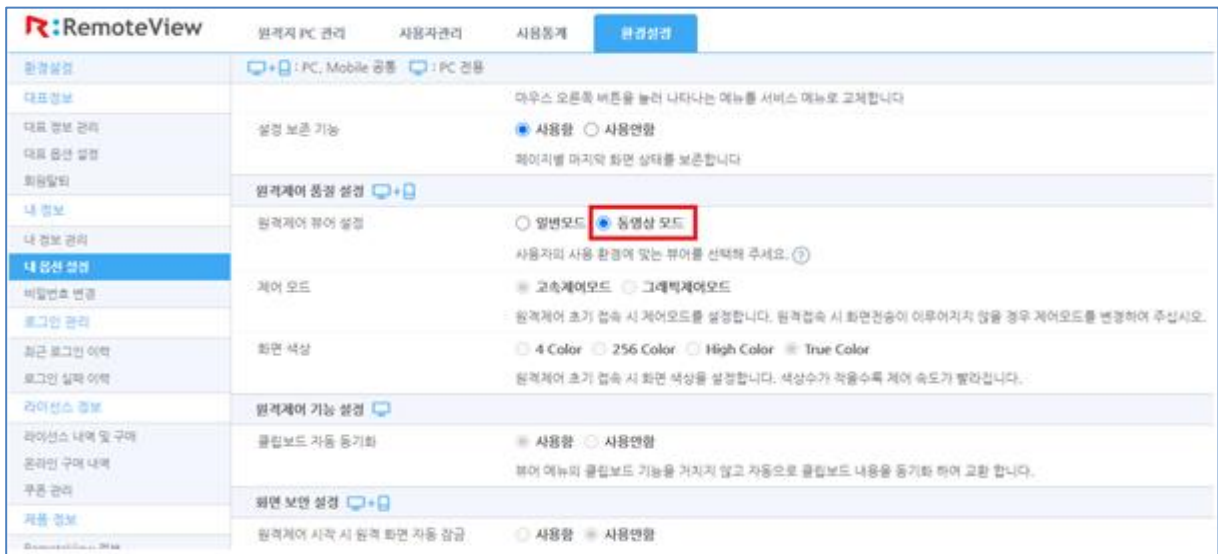 RemoteView
원격지 PC 관리 사용자관리 사용통계 환경설정
환경설정
: PC, Mobile 공통 : PC 전용
대표정보
마우스 오른쪽 버튼을 눌러 나타나는 메뉴를 서비스 메뉴로 교체합니다
대표 정보 관리
설정 보존 기능 사용함 사용안함
대표 옵션 설정
페이지별 마지막 화면 상태를 보존합니다
회원탈퇴
원격제어 품질 설정
내 정보
원격제어 뷰어 설정 일반모드 동영상 모드
내 정보 관리
사용자의 사용 환경에 맞는 뷰어를 선택해 주세요. ?
내 옵션 설정
비밀번호 변경
제어 모드 고속제어모드 그래픽제어모드
로그인 관리
원격제어 초기 접속 시 제어모드를 설정합니다. 원격접속 시 화면전송이 이루어지지 않을 경우 제어모드를 변경하여 주십시오.
최근 로그인 이력
화면 색상 4 Color 256 Color High Color True Color
로그인 실패 이력
원격제어 초기 접속 시 화면 색상을 설정합니다. 색상수가 적을수록 제어 속도가 빨라집니다.
라이선스 정보
원격제어 기능 설정
라이선스 내역 및 구매
클립보드 자동 동기화 사용함 사용안함
온라인 구매 내역
뷰어 메뉴의 클립보드 기능을 거치지 않고 자동으로 클립보드 내용을 동기화 하여 교환 합니다.
쿠폰 관리
화면 보안 설정
제품 정보
원격제어 시작 시 원격 화면 자동 잠금 사용함 사용안함